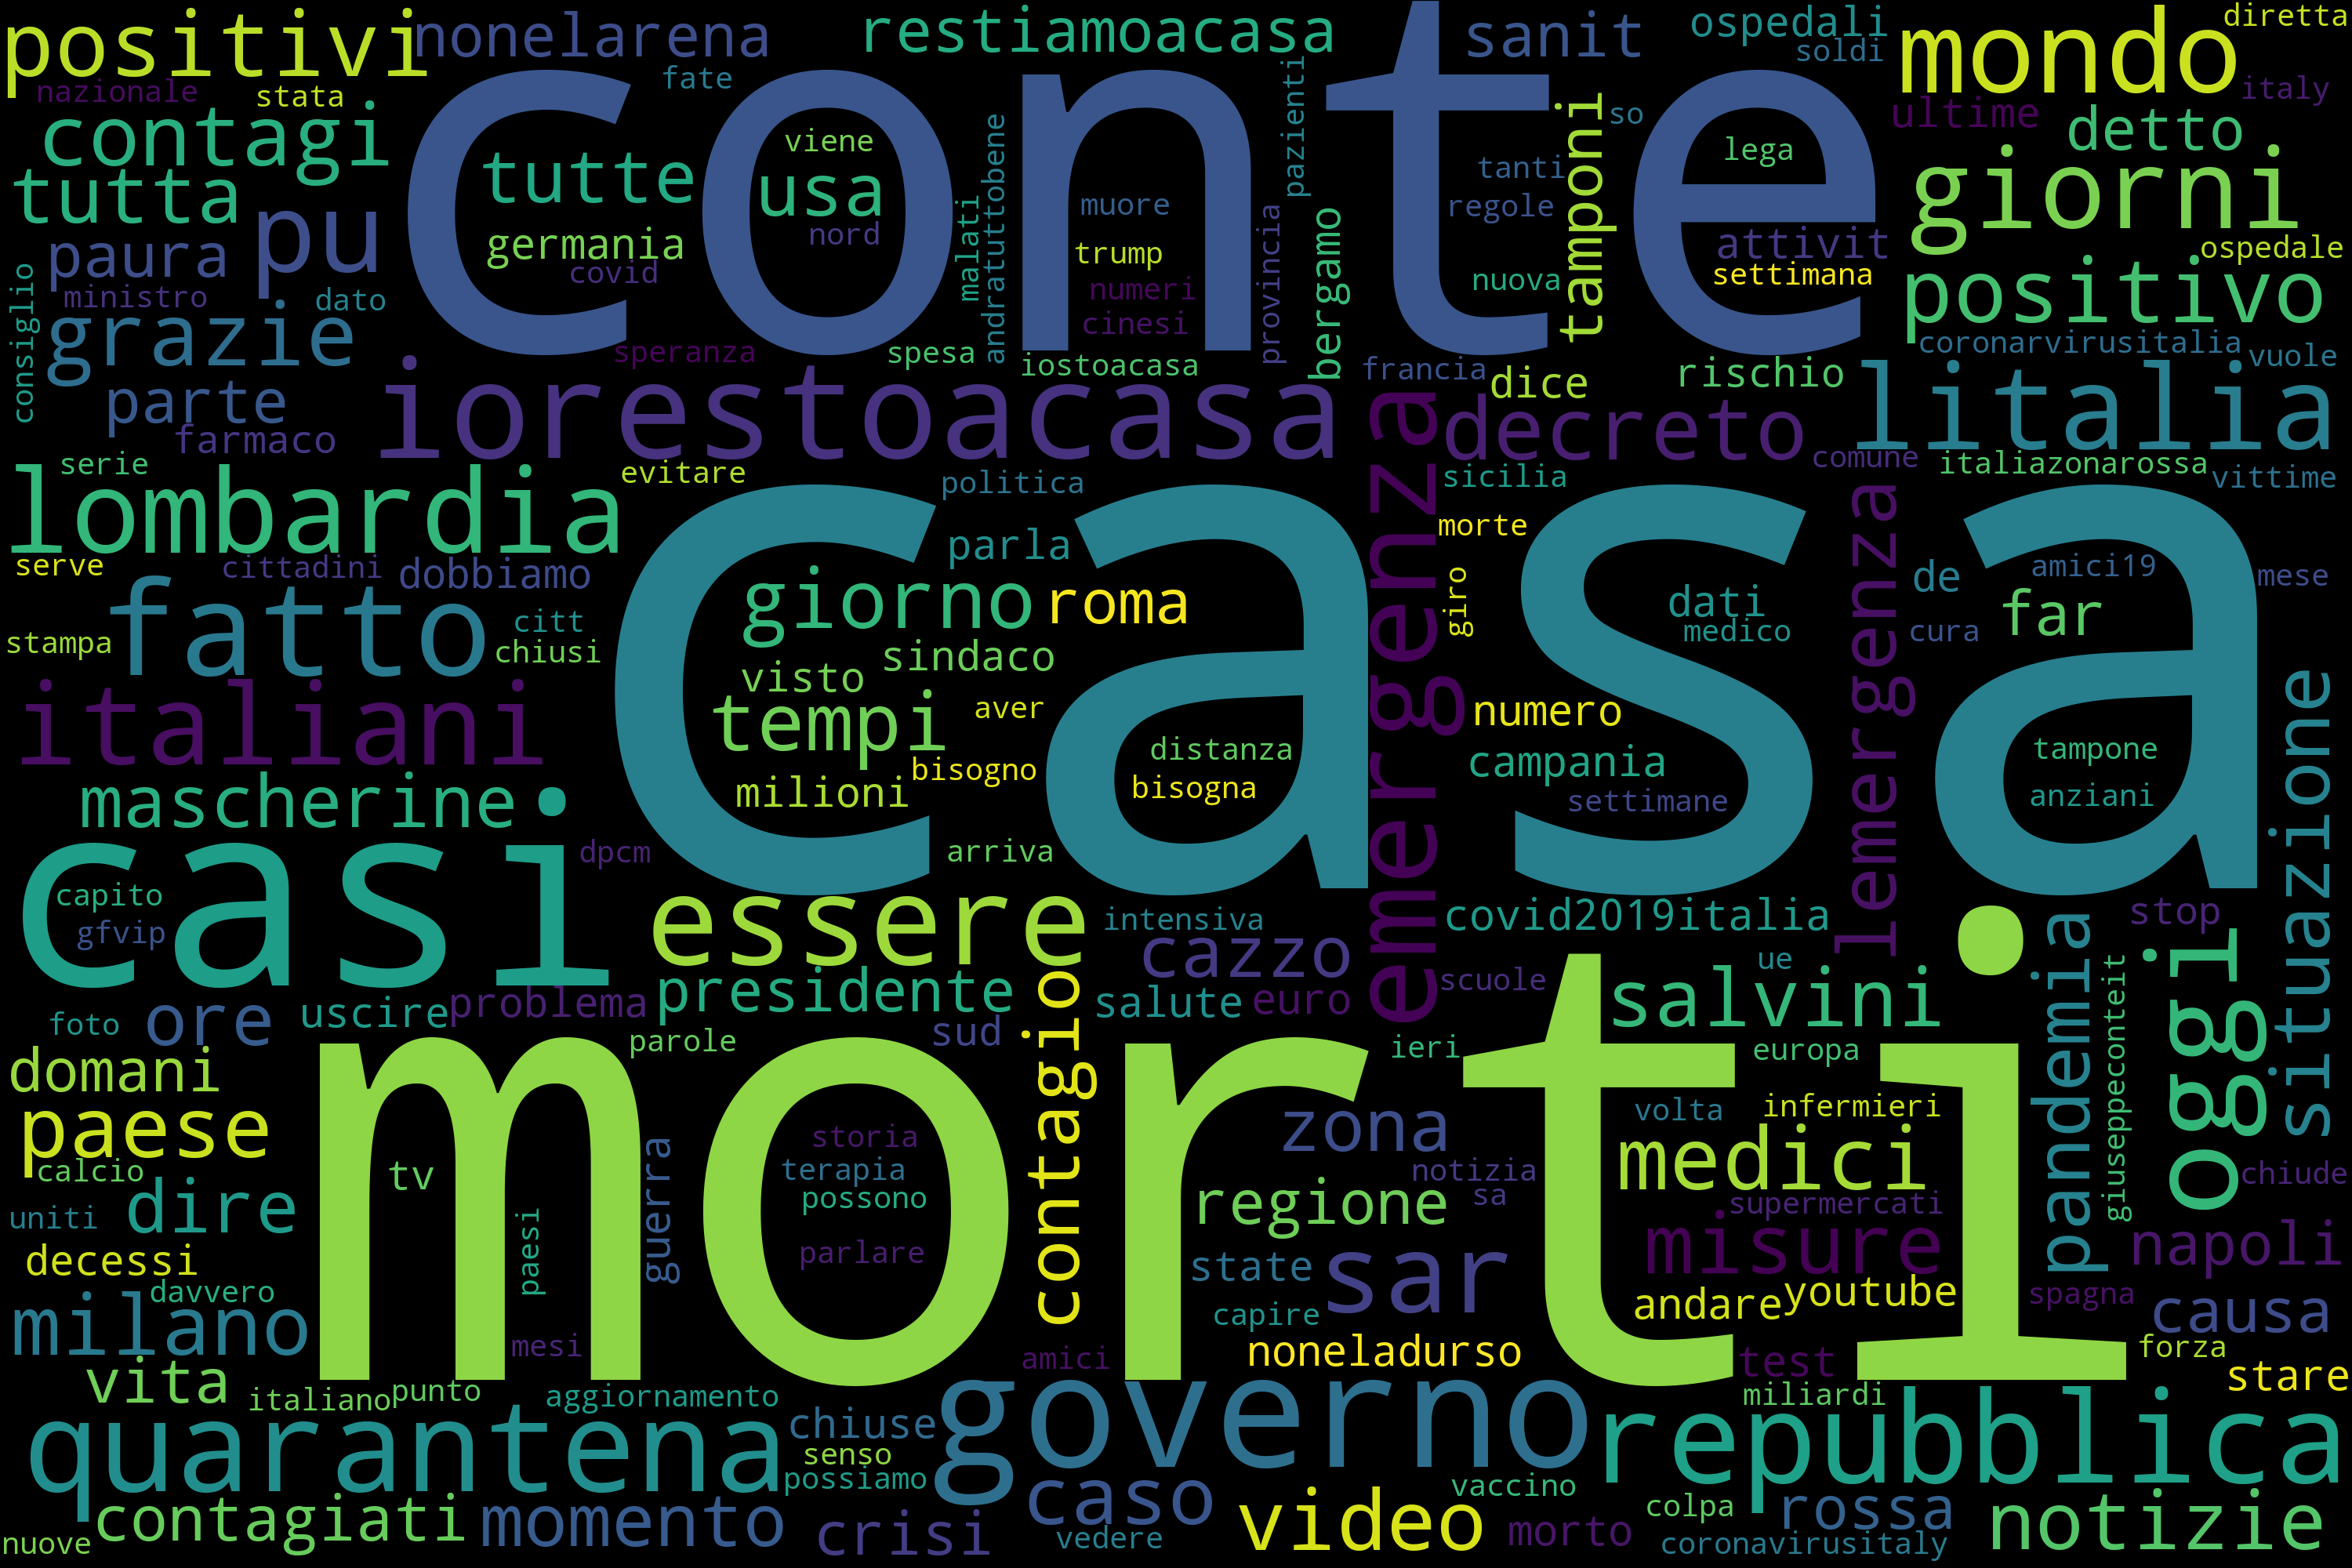 positivi
nonelarena
restiamoacasa
sanit
ospedali
soldi
mondo
diretta
nazionale
stata
fate
conte
pazienti
so
ultime
italy
contagi
tutte
viene
usa
nord
germania
covid
malati
andratuttobene
muore
trump
numeri
cinesi
provincia
bergamo
tanti
regole
nuova
tamponi
lega
attivit
settimana
detto
giorni
ospedale
positivo
tutta
pu
paura
ministro
dato
consiglio
grazie
parte
farmaco
speranza
spesa
iostoacasa
francia
dice
rischio
coronarvirusitalia
vuole
iorestoacasa
emergenza
decreto
litalia
serie
lombardia
evitare
politica
sicilia
comune
italiazonarossa
vittime
casa
morte
parla
serve
cittadini
dobbiamo
fatto
citt
chiusi
stampa
giorno
roma
sindaco
visto
tempi
aver
bisogno
distanza
bisogna
milioni
giro
dati
medico
lemergenza
de
cura
amici19
far
mese
numero
campania
settimane
tampone
anziani
situazione
italiani
mascherine
casi
dpcm
arriva
capito
gfvip
essere
intensiva
cazzo
covid2019italia
stop
presidente
problema
uscire
ore
foto
salute
euro
scuole
ue
salvini
pandemia
giuseppeconteit
oggi
domani
parole
sud
contagio
ieri
europa
morti
paese
calcio
tv
uniti
dire
paesi
guerra
storia
terapia
possono
parlare
zona
regione
notizia
sa
volta
infermieri
medici
supermercati
misure
chiude
napoli
decessi
davvero
milano
mesi
state
sar
capire
andare
youtube
spagna
causa
vita
italiano
punto
aggiornamento
amici
noneladurso
test
forza
miliardi
stare
quarantena
chiuse
senso
possiamo
governo
repubblica
contagiati
nuove
momento
crisi
caso
vedere
video
vaccino
morto
colpa
rossa
coronavirusitaly
notizie